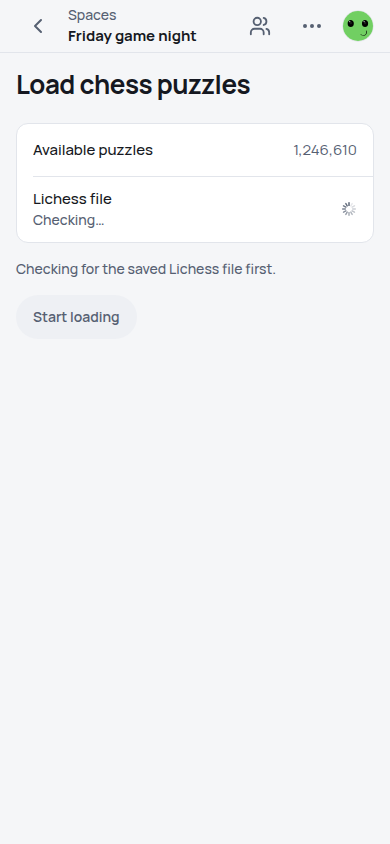 Spaces
Friday game night
Load chess puzzles
Available puzzles 1,246,610
Lichess file
Checking...
Checking for the saved Lichess file first.
Start loading